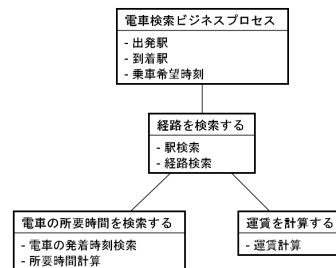 電車検索ビジネスプロセス
- 出発駅
- 到着駅
- 乗車希望時刻
経路を検索する
- 駅検索
- 経路検索
電車の所要時間を検索する
- 電車の発着時刻検索
- 所要時間計算
運賃を計算する
- 運賃計算